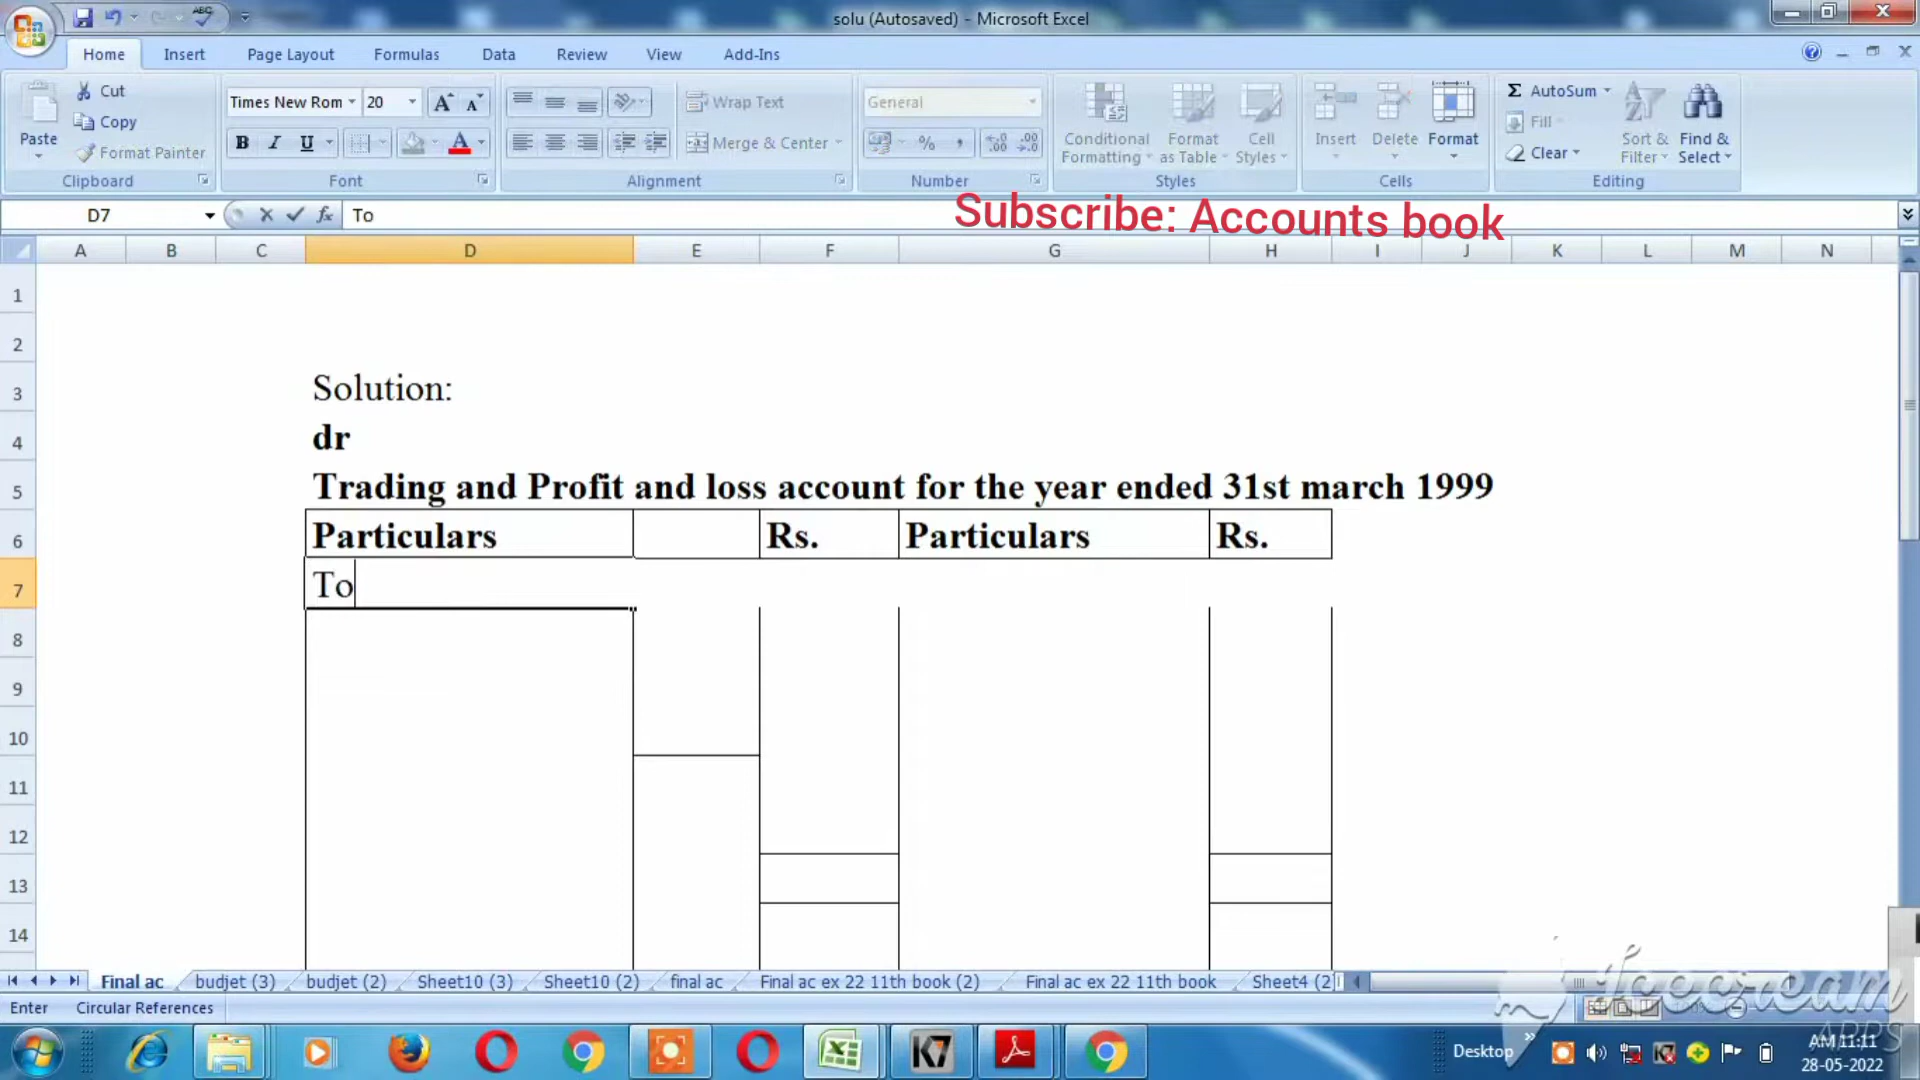 solu (Autosaved) - Microsoft Excel
Home Insert Page Layout Formulas Data Review View Add-Ins
Paste
Cut
Copy
Format Painter
Clipboard
Times New Rom 20
B I U
Font
Wrap Text
Merge & Center
Alignment
General
Number
Conditional Formatting
Format as Table
Cell Styles
Styles
Insert Delete Format
Cells
AutoSum
Fill
Clear
Sort & Filter
Find & Select
Editing
D7 fx To
Subscribe: Accounts book
A B C D E F G H I J K L M N
1
2
3 Solution:
4 dr
5 Trading and Profit and loss account for the year ended 31st march 1999
6 Particulars Rs. Particulars Rs.
7 To
8
9
10
11
12
13
14
Final ac budjet (3) budjet (2) Sheet10 (3) Sheet10 (2) final ac Final ac ex 22 11th book (2) Final ac ex 22 11th book Sheet4 (2)
Enter Circular References
Icecream
APPS
K7
Desktop
AM 11:11
28-05-2022